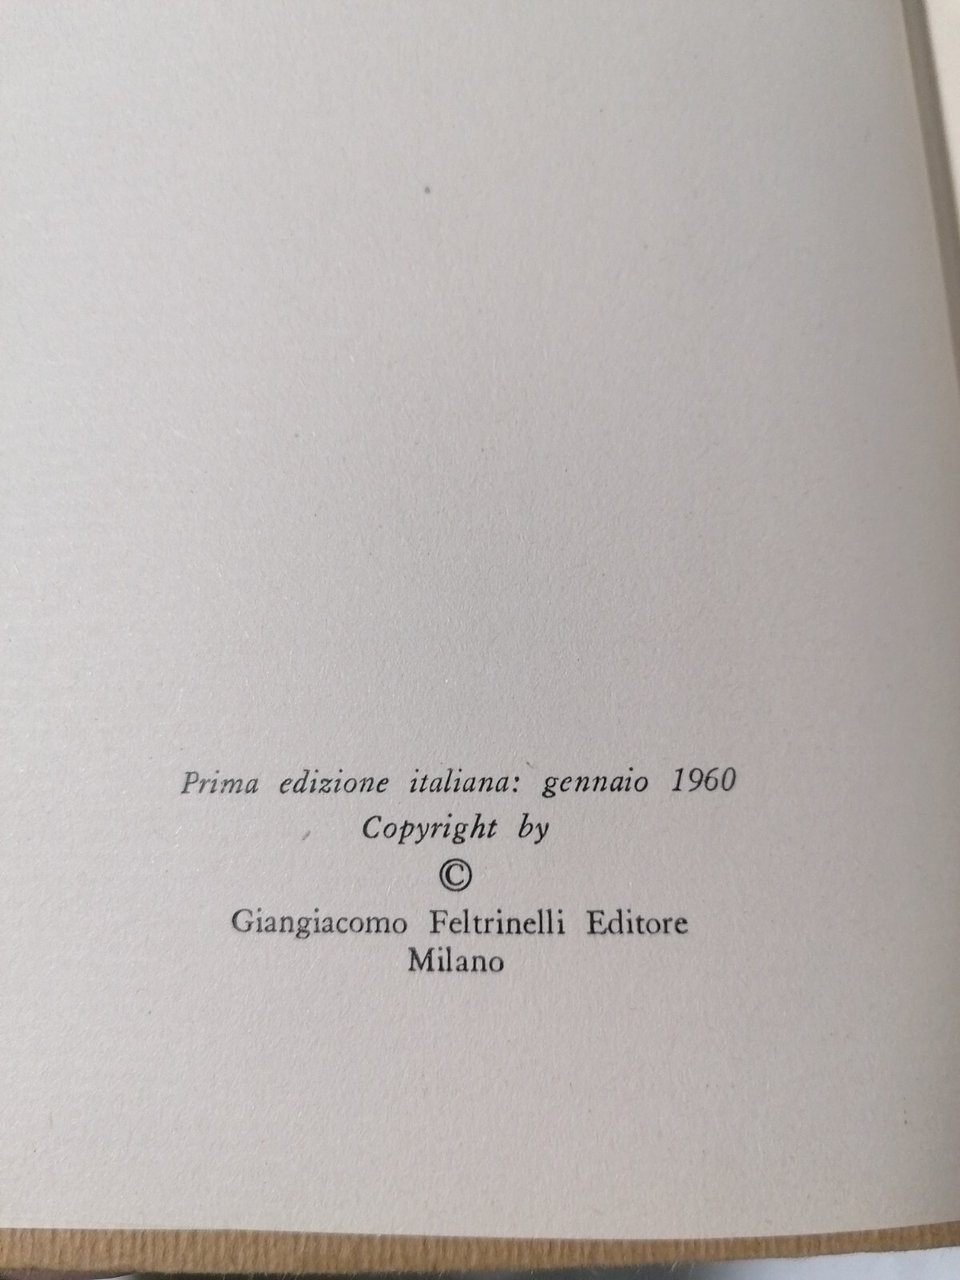 Prima edizione italiana: gennaio 1960
Copyright by
©
Giangiacomo Feltrinelli Editore
Milano